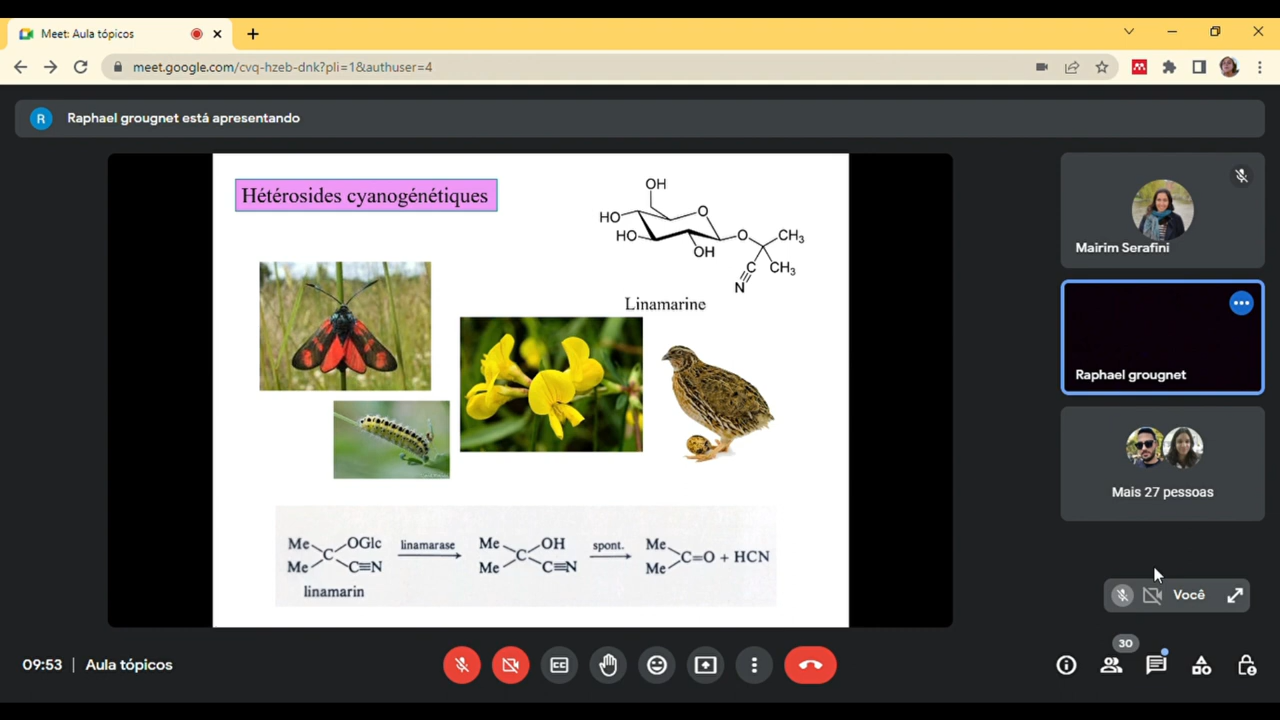 Meet: Aula tópicos
meet.google.com/cvq-hzeb-dnk?pli=1&authuser=4
R Raphael grougnet está apresentando
Hétérosides cyanogénétiques
OH
HO
O
HO
O
CH3
OH
CH3
N
Linamarine
Me
OGlc
linamarase
Me
OH
spont.
Me
C
C
C=O + HCN
Me
C≡N
Me
C≡N
Me
linamarin
Mairim Serafini
Raphael grougnet
Mais 27 pessoas
Você
30
09:53 | Aula tópicos
CC